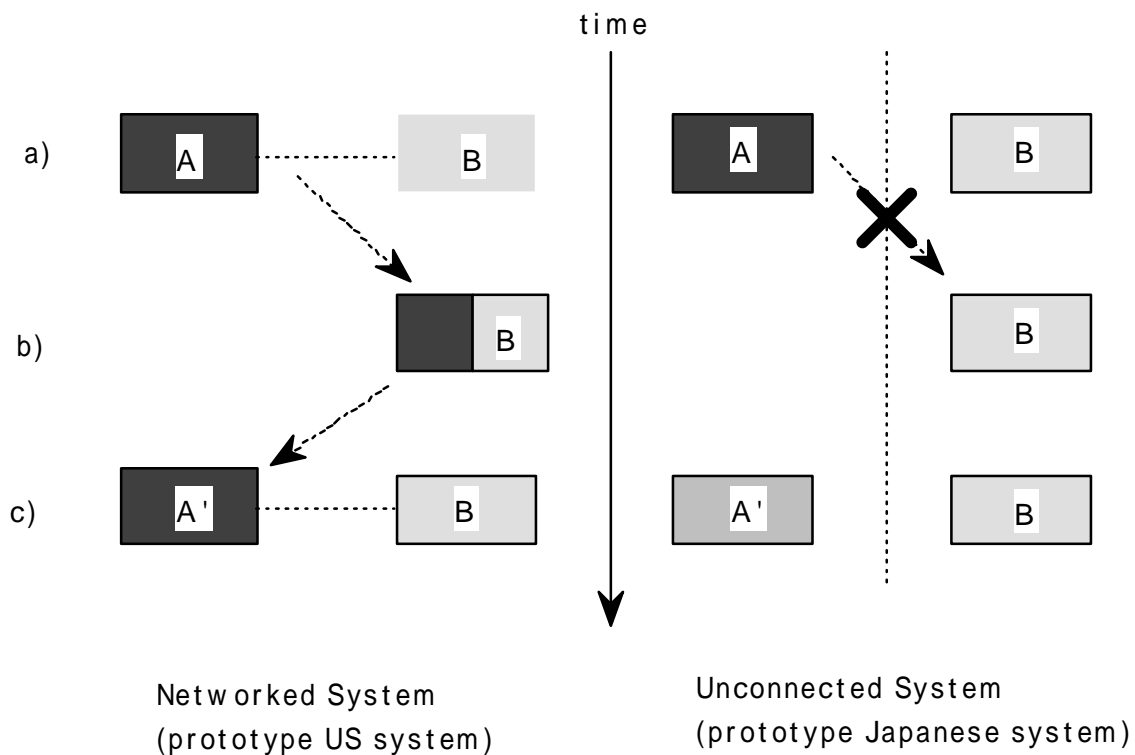 time
a)
A
B
A
B
b)
B
B
c)
A'
B
A'
B
Networked System
(prototype US system)
Unconnected System
(prototype Japanese system)